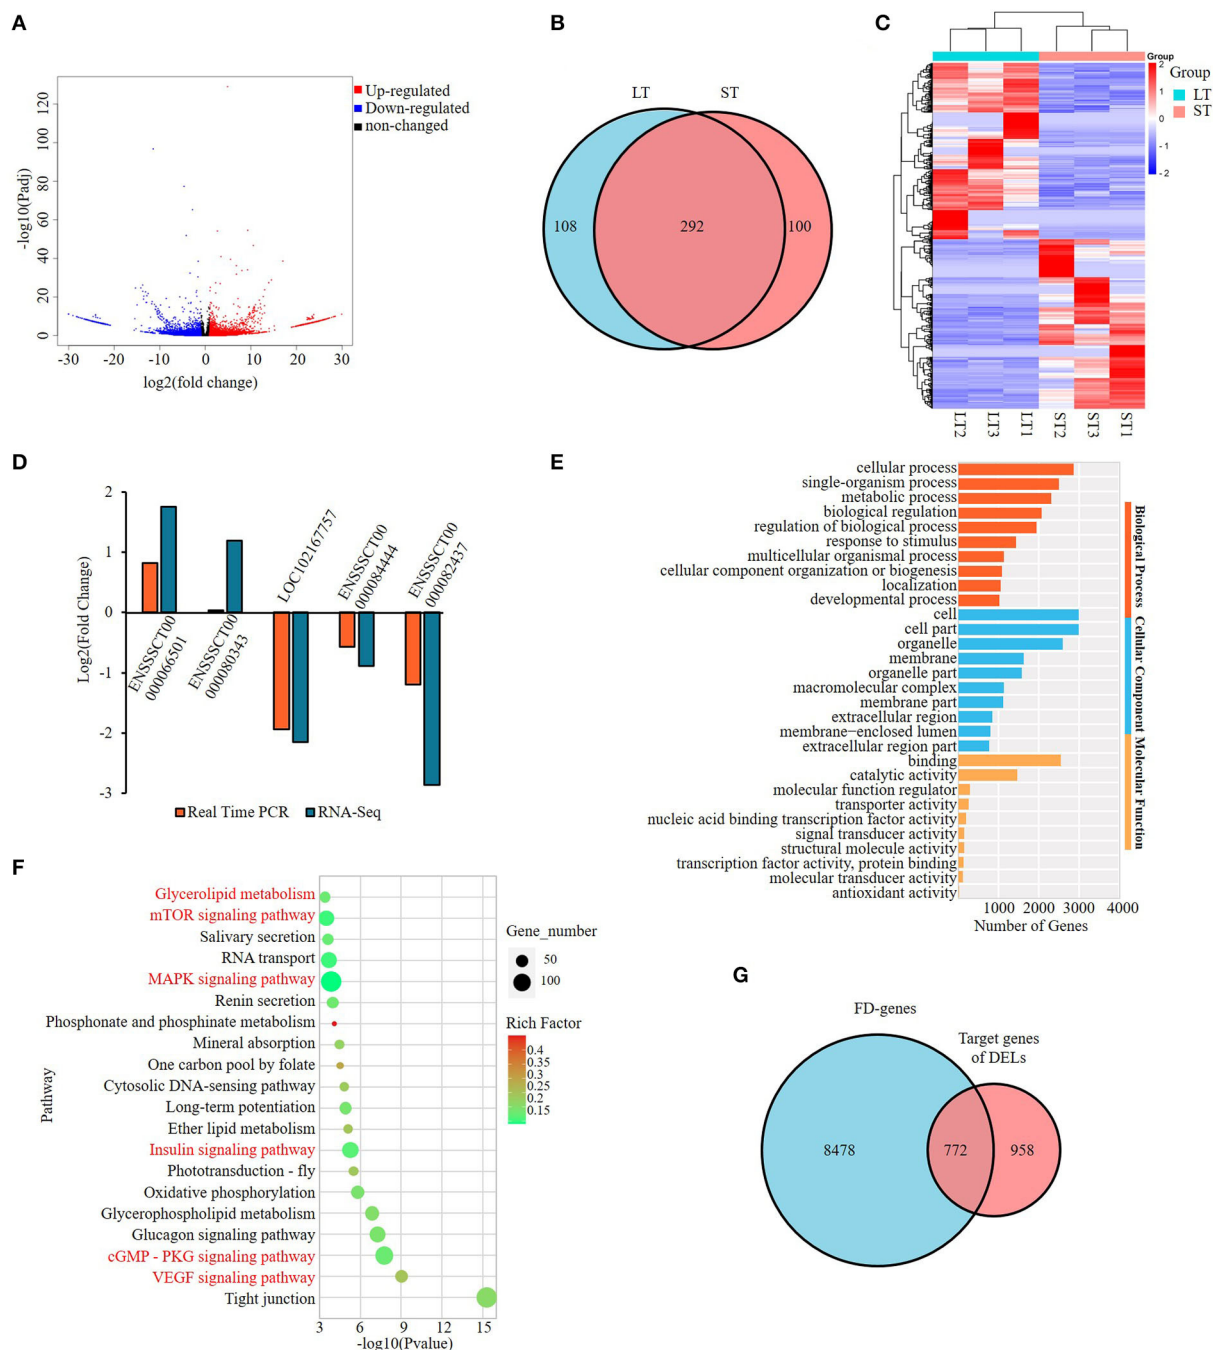 A
Up-regulated
Down-regulated
non-changed
-log10(Padj)
120
100
80
60
40
20
0
-30 -20 -10 0 10 20 30
log2(fold change)
B
LT ST
108 292 100
C
Group
2
1
0
-1
-2
Group
LT
ST
LT2 LT3 LT1 ST2 ST3 ST1
D
Log2(Fold Change)
2
1
0
-1
-2
-3
ENSSSCT00
000066501
ENSSSCT00
000080343
LOC102167757
ENSSSCT00
000084444
ENSSSCT00
000082437
Real Time PCR RNA-Seq
E
cellular process
single-organism process
metabolic process
biological regulation
regulation of biological process
response to stimulus
multicellular organismal process
cellular component organization or biogenesis
localization
developmental process
cell
cell part
organelle
membrane
organelle part
macromolecular complex
membrane part
extracellular region
membrane−enclosed lumen
extracellular region part
binding
catalytic activity
molecular function regulator
transporter activity
nucleic acid binding transcription factor activity
signal transducer activity
structural molecule activity
transcription factor activity, protein binding
molecular transducer activity
antioxidant activity
1000 2000 3000 4000
Number of Genes
Biological Process
Cellular Component
Molecular Function
F
Pathway
Glycerolipid metabolism
mTOR signaling pathway
Salivary secretion
RNA transport
MAPK signaling pathway
Renin secretion
Phosphonate and phosphinate metabolism
Mineral absorption
One carbon pool by folate
Cytosolic DNA-sensing pathway
Long-term potentiation
Ether lipid metabolism
Insulin signaling pathway
Phototransduction - fly
Oxidative phosphorylation
Glycerophospholipid metabolism
Glucagon signaling pathway
cGMP - PKG signaling pathway
VEGF signaling pathway
Tight junction
3 6 9 12 15
-log10(Pvalue)
Gene_number
50
100
Rich Factor
0.4
0.35
0.3
0.25
0.2
0.15
G
FD-genes
Target genes
of DELs
8478 772 958